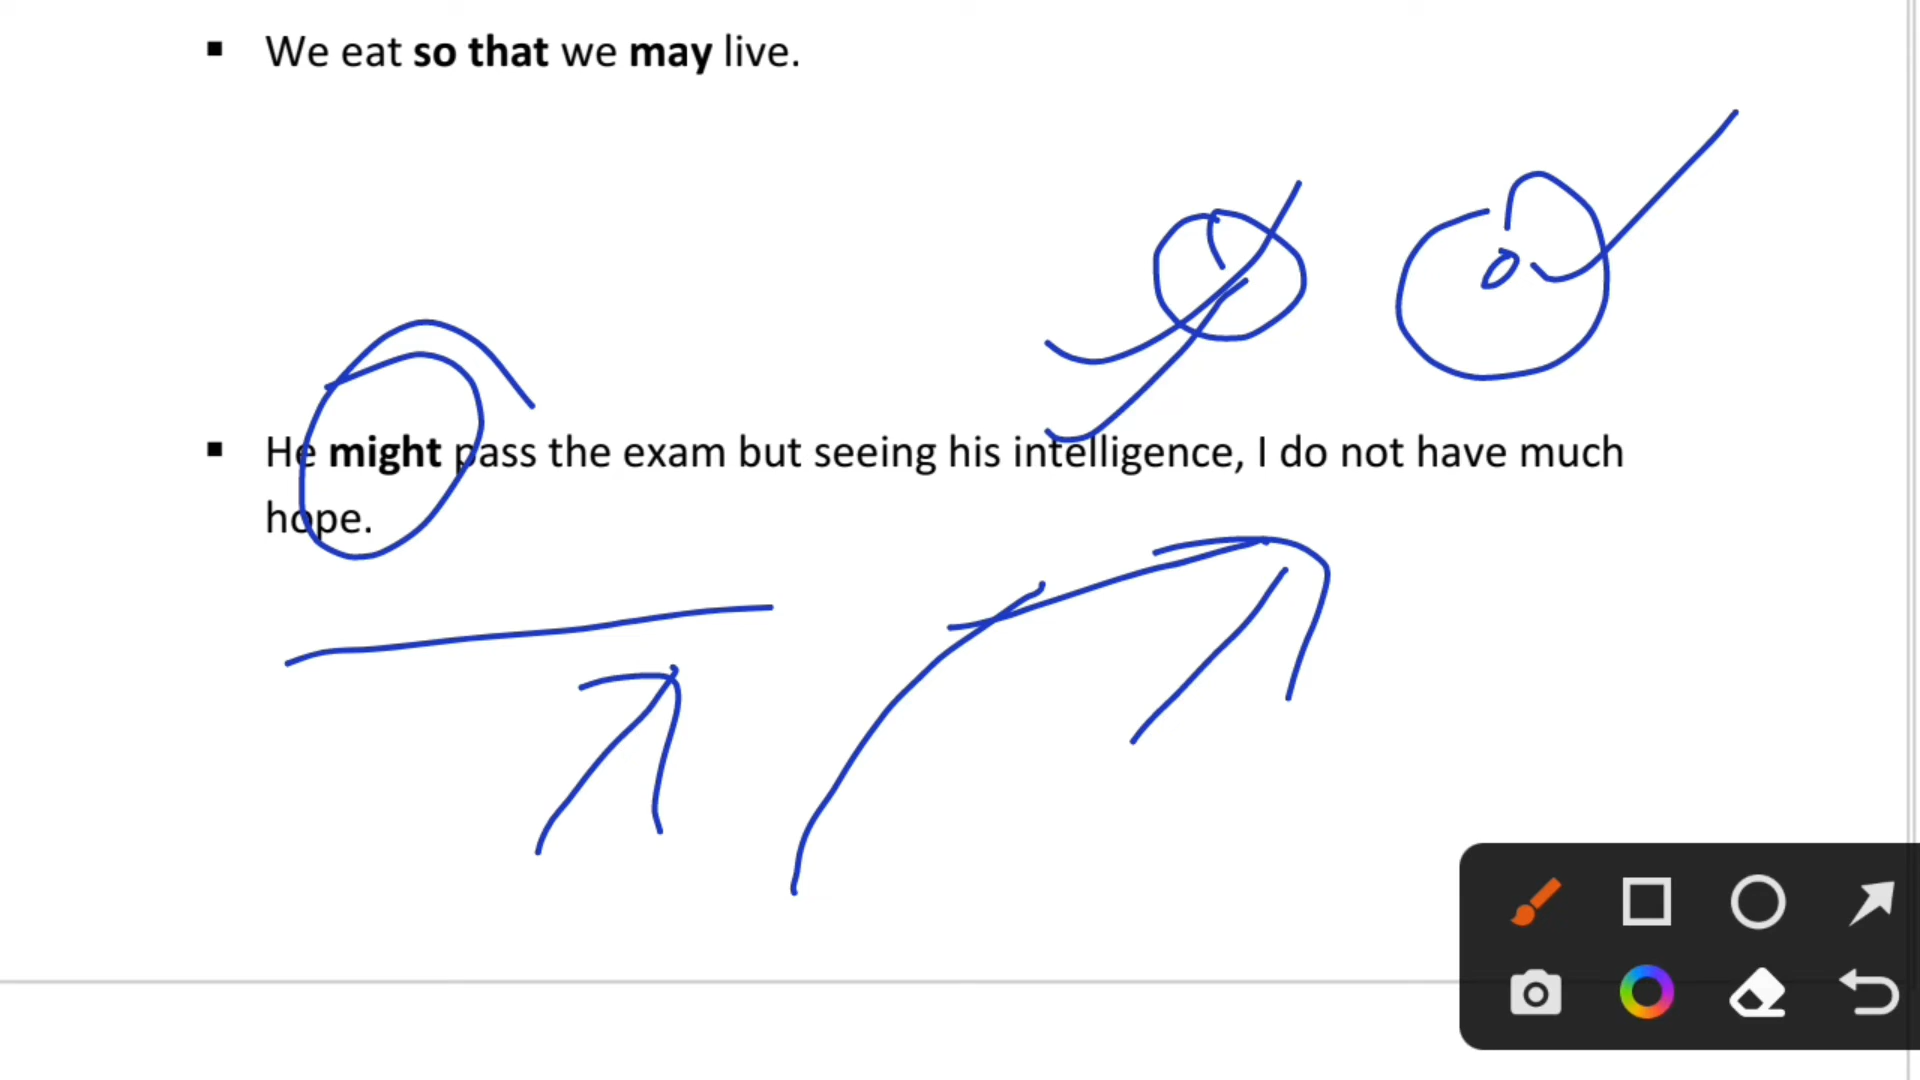 ▪ We eat so that we may live.
▪ He might pass the exam but seeing his intelligence, I do not have much
hope.